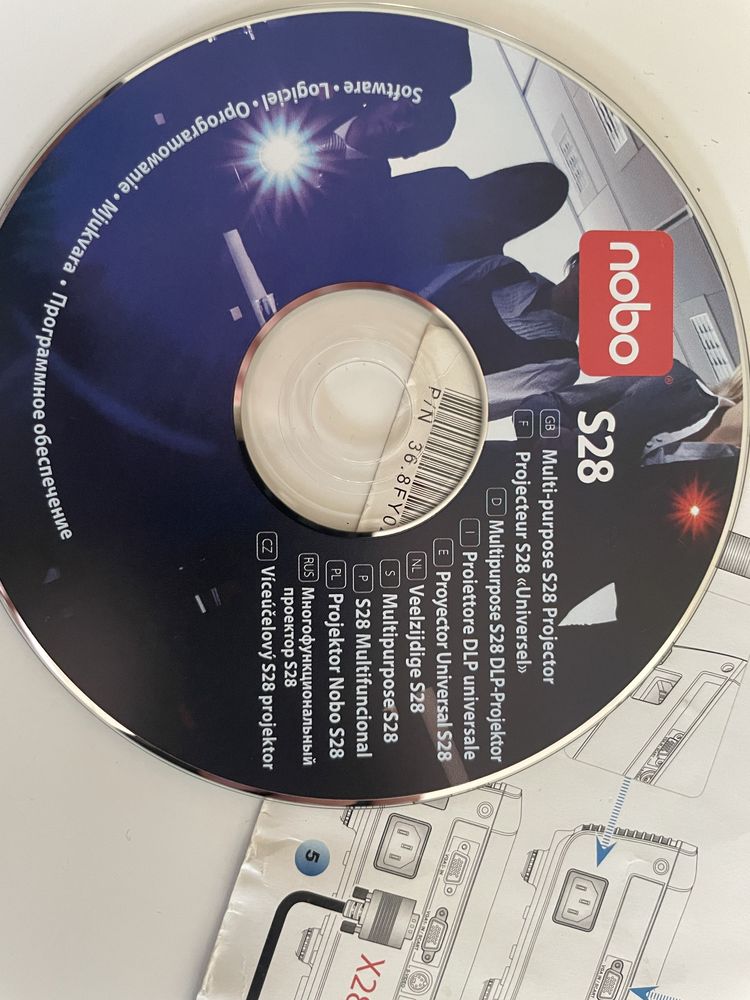 nobo®
S28
GB Multi-purpose S28 Projector
F Projecteur S28 «Universel»
D Multipurpose S28 DLP-Projektor
I Proiettore DLP universale
E Proyector Universal S28
NL Veelzijdige S28
S Multipurpose S28
P S28 Multifuncional
PL Projektor Nobo S28
RUS Многофункциональный
проектор S28
CZ Víceúčelový S28 projektor
Software • Logiciel • Oprogramowanie • Mjukvara • Программное обеспечение
P/N 36.8FY0
5
VGA-IN
X28